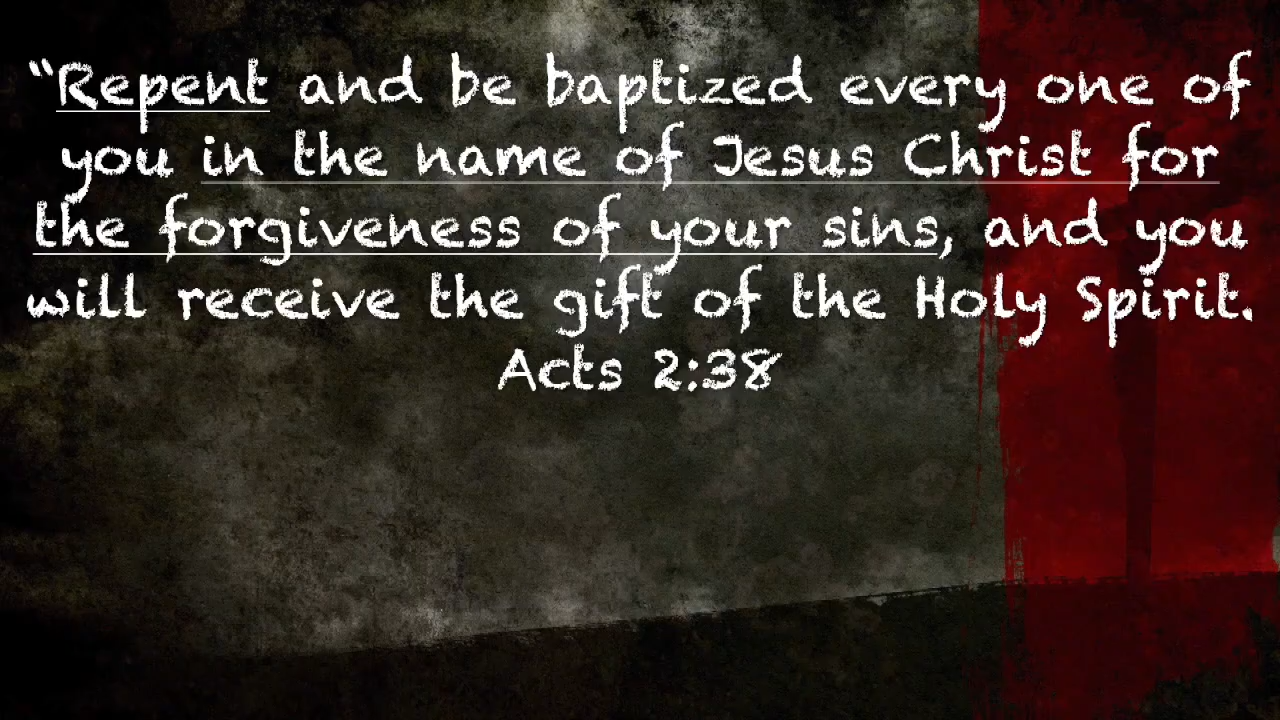 “Repent and be baptized every one of
you in the name of Jesus Christ for
the forgiveness of your sins, and you
will receive the gift of the Holy Spirit.
Acts 2:38